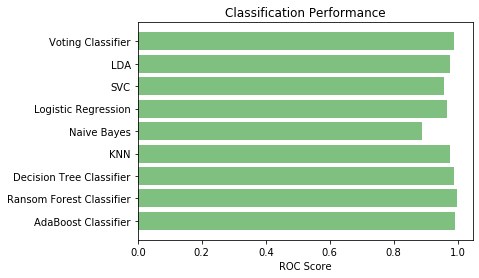 Classification Performance
Voting Classifier
LDA
SVC
Logistic Regression
Naive Bayes
KNN
Decision Tree Classifier
Ransom Forest Classifier
AdaBoost Classifier
0.0 0.2 0.4 0.6 0.8 1.0
ROC Score